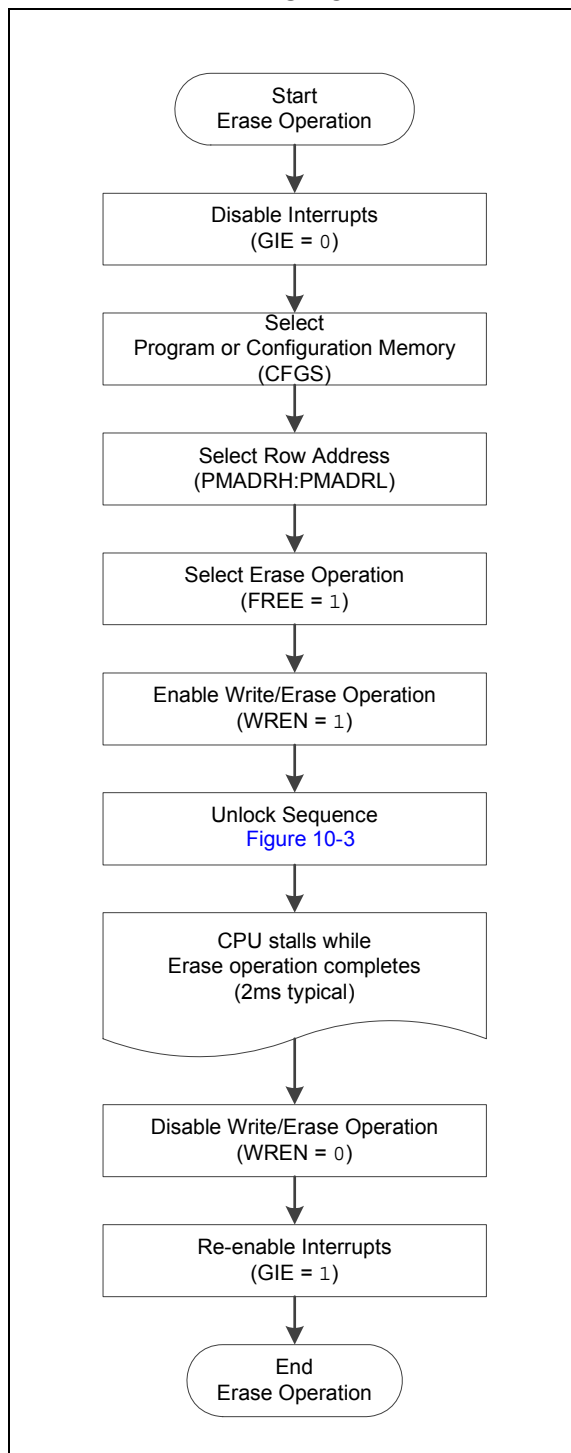 Start
Erase Operation
Disable Interrupts
(GIE = 0)
Select
Program or Configuration Memory
(CFGS)
Select Row Address
(PMADRH:PMADRL)
Select Erase Operation
(FREE = 1)
Enable Write/Erase Operation
(WREN = 1)
Unlock Sequence
Figure 10-3
CPU stalls while
Erase operation completes
(2ms typical)
Disable Write/Erase Operation
(WREN = 0)
Re-enable Interrupts
(GIE = 1)
End
Erase Operation